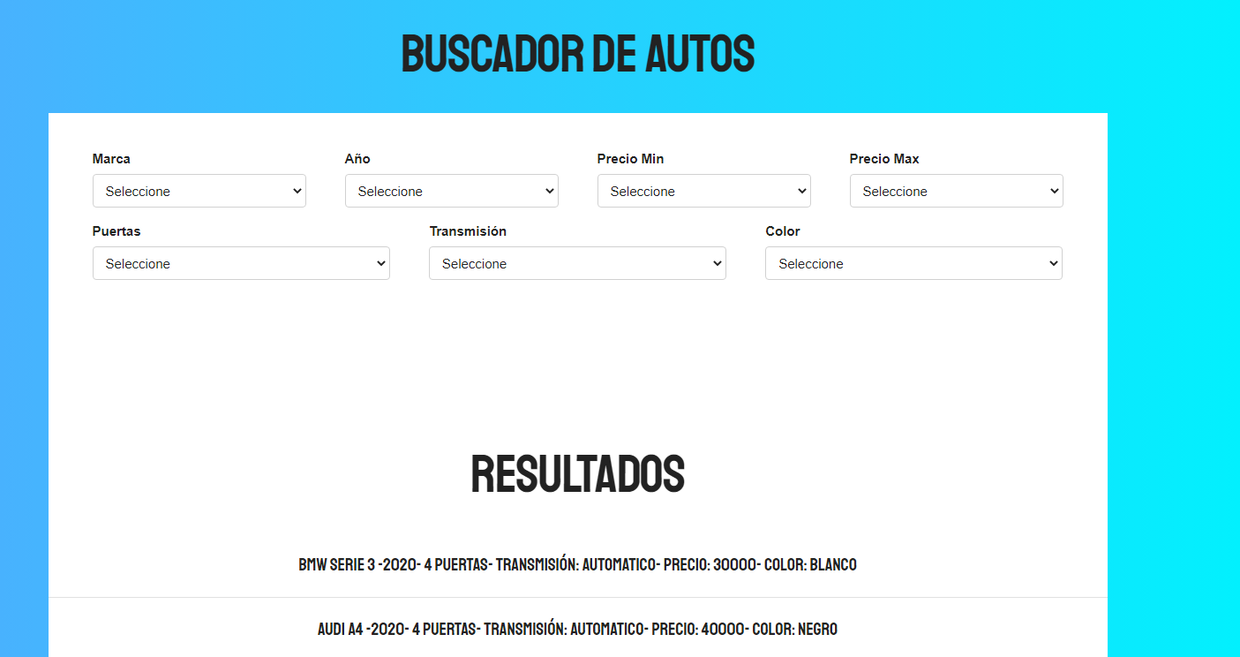 BUSCADOR DE AUTOS
Marca Año Precio Min Precio Max
Seleccione Seleccione Seleccione Seleccione
Puertas Transmisión Color
Seleccione Seleccione Seleccione
RESULTADOS
BMW SERIE 3 -2020- 4 PUERTAS- TRANSMISIÓN: AUTOMATICO- PRECIO: 30000- COLOR: BLANCO
AUDI A4 -2020- 4 PUERTAS- TRANSMISIÓN: AUTOMATICO- PRECIO: 40000- COLOR: NEGRO